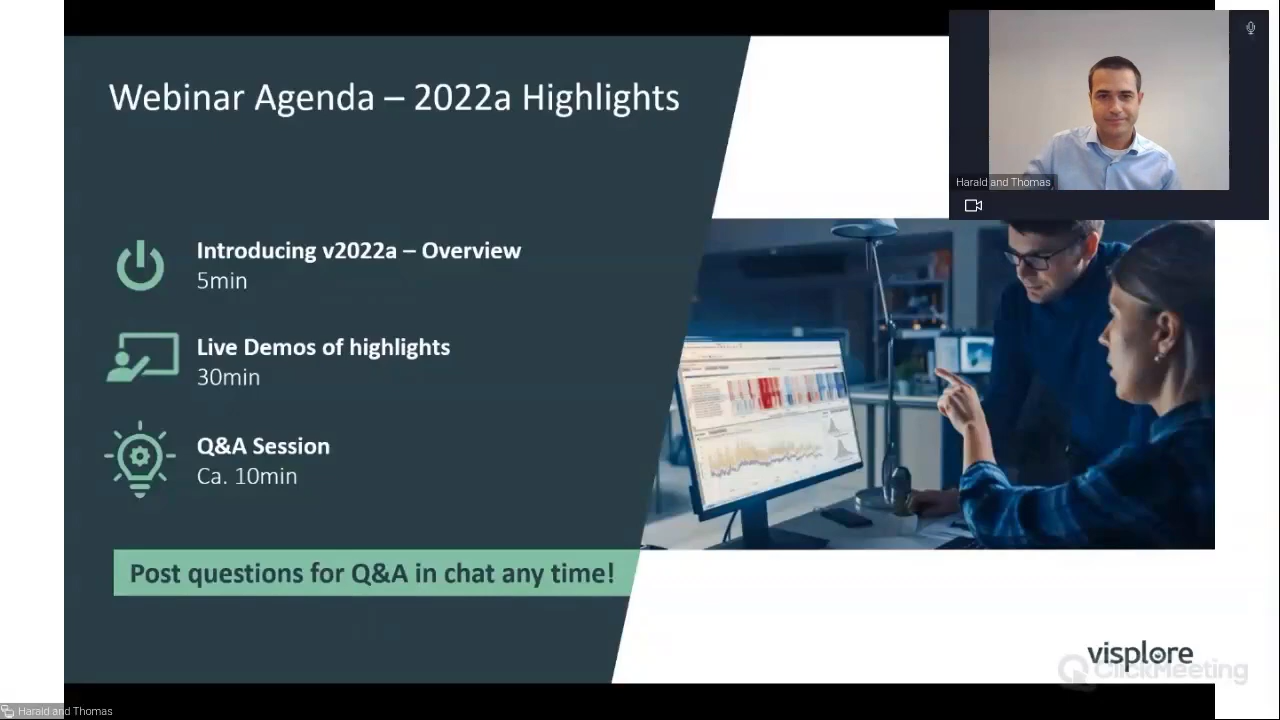 Webinar Agenda – 2022a Highlights
Harald and Thomas
Introducing v2022a – Overview
5min
Live Demos of highlights
30min
Q&A Session
Ca. 10min
Post questions for Q&A in chat any time!
visplore
ClickMeeting
Harald and Thomas